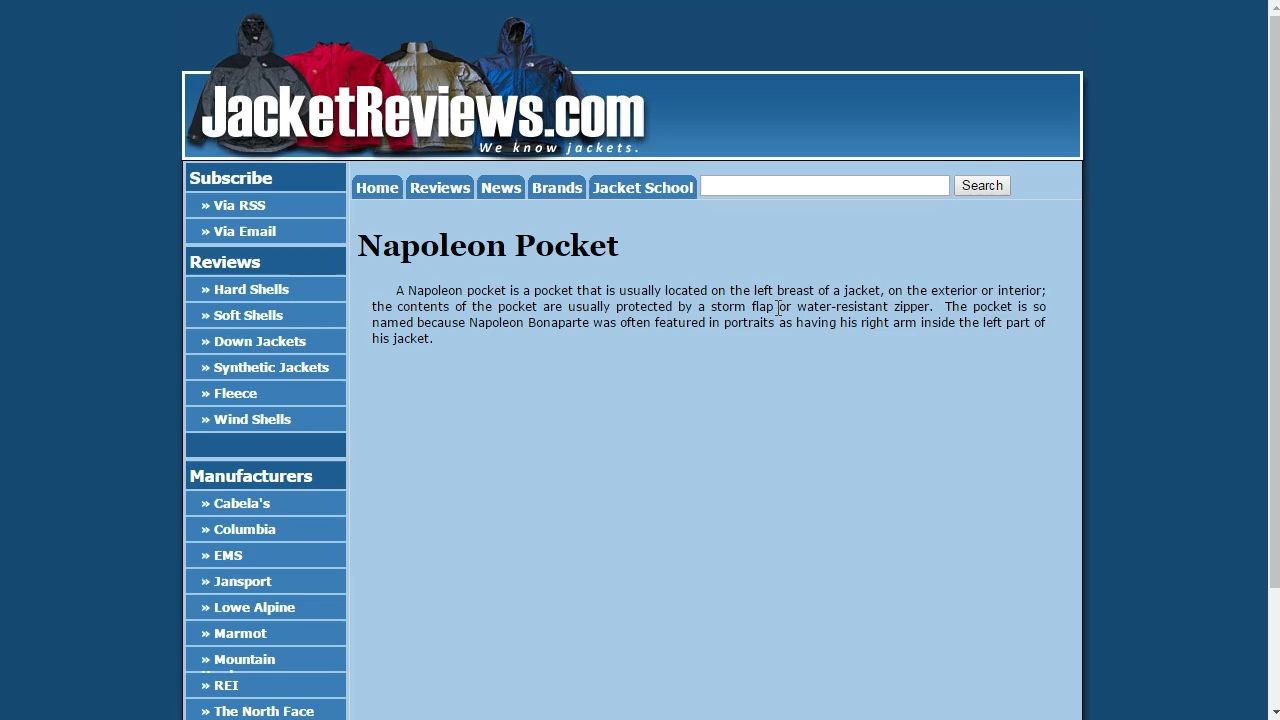 JacketReviews.com
We know jackets.
Subscribe
» Via RSS
» Via Email
Reviews
» Hard Shells
» Soft Shells
» Down Jackets
» Synthetic Jackets
» Fleece
» Wind Shells
Manufacturers
» Cabela's
» Columbia
» EMS
» Jansport
» Lowe Alpine
» Marmot
» Mountain
» REI
» The North Face
Home Reviews News Brands Jacket School Search
Napoleon Pocket
A Napoleon pocket is a pocket that is usually located on the left breast of a jacket, on the exterior or interior;
the contents of the pocket are usually protected by a storm flap or water-resistant zipper. The pocket is so
named because Napoleon Bonaparte was often featured in portraits as having his right arm inside the left part of
his jacket.